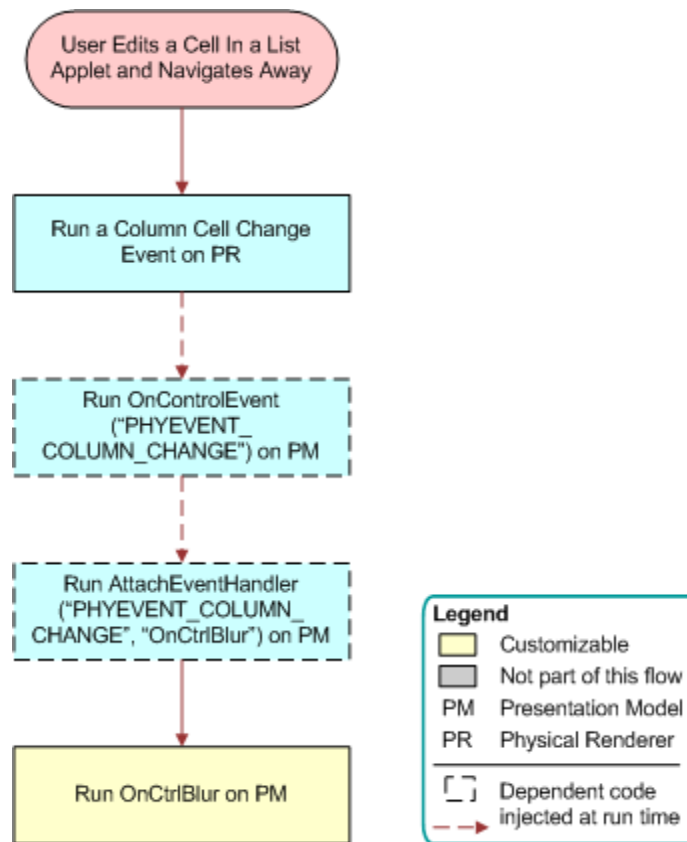 User Edits a Cell In a List
Applet and Navigates Away
Run a Column Cell Change
Event on PR
Run OnControlEvent
(“PHYEVENT_
COLUMN_CHANGE”) on PM
Run AttachEventHandler
(“PHYEVENT_COLUMN_
CHANGE”, “OnCtrlBlur”) on PM
Run OnCtrlBlur on PM
Legend
Customizable
Not part of this flow
PM Presentation Model
PR Physical Renderer
Dependent code
injected at run time